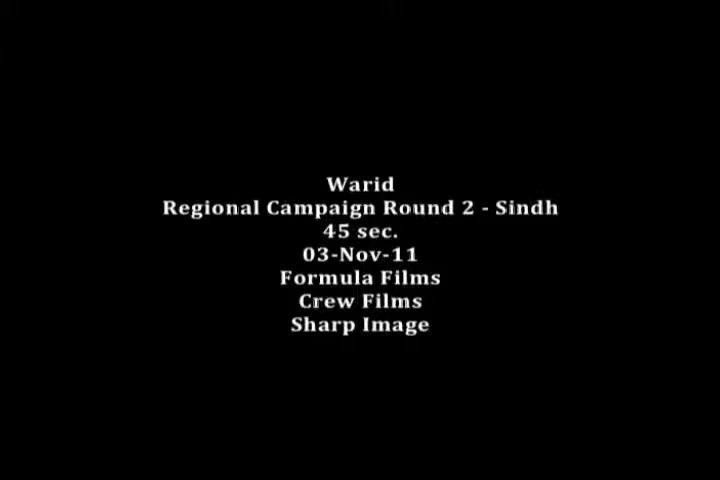 Warid
Regional Campaign Round 2 - Sindh
45 sec.
03-Nov-11
Formula Films
Crew Films
Sharp Image